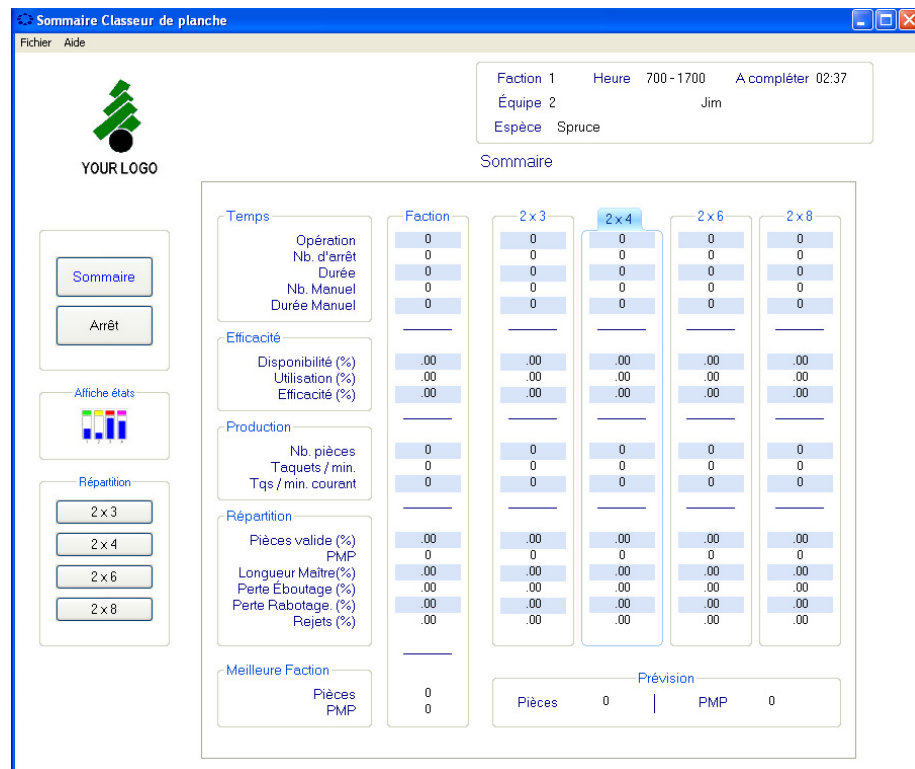 Sommaire Classeur de planche
Fichier Aide
Faction 1 Heure 700 - 1700 A compléter 02:37
Équipe 2 Jim
Espèce Spruce
YOUR LOGO
Sommaire
Sommaire
Arrêt
Affiche états
Répartition
2 x 3
2 x 4
2 x 6
2 x 8
Temps Faction 2 x 3 2 x 4 2 x 6 2 x 8
Opération 0 0 0 0 0
Nb. d'arrêt 0 0 0 0 0
Durée 0 0 0 0 0
Nb. Manuel 0 0 0 0 0
Durée Manuel 0 0 0 0 0
Efficacité
Disponibilité (%) .00 .00 .00 .00 .00
Utilisation (%) .00 .00 .00 .00 .00
Efficacité (%) .00 .00 .00 .00 .00
Production
Nb. pièces 0 0 0 0 0
Taquets / min. 0 0 0 0 0
Tqs / min. courant 0 0 0 0 0
Répartition
Pièces valide (%) .00 .00 .00 .00 .00
PMP 0 0 0 0 0
Longueur Maître(%) .00 .00 .00 .00 .00
Perte Éboutage (%) .00 .00 .00 .00 .00
Perte Rabotage. (%) .00 .00 .00 .00 .00
Rejets (%) .00 .00 .00 .00 .00
Meilleure Faction
Pièces 0
PMP 0
Prévision
Pièces 0 | PMP 0